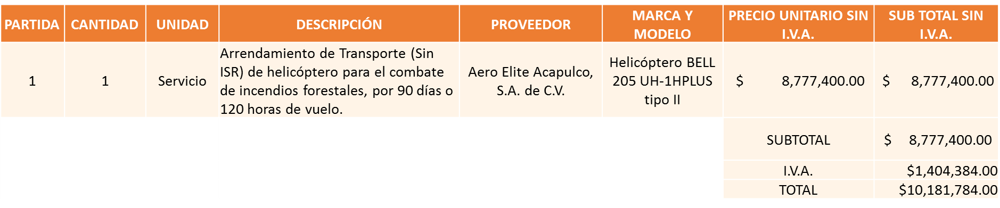 PARTIDA
CANTIDAD
UNIDAD
DESCRIPCIÓN
PROVEEDOR
MARCA Y
MODELO
PRECIO UNITARIO SIN
I.V.A.
SUB TOTAL SIN
I.V.A.
1
1
Servicio
Arrendamiento de Transporte (Sin
ISR) de helicóptero para el combate
de incendios forestales, por 90 días o
120 horas de vuelo.
Aero Elite Acapulco,
S.A. de C.V.
Helicóptero BELL
205 UH-1HPLUS
tipo II
$ 8,777,400.00
$ 8,777,400.00
SUBTOTAL
$ 8,777,400.00
I.V.A.
$1,404,384.00
TOTAL
$10,181,784.00